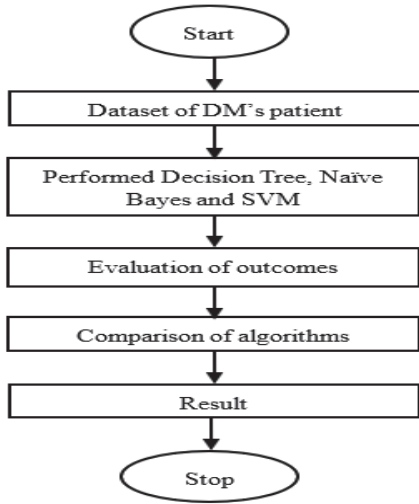 Start
Dataset of DM's patient
Performed Decision Tree, Naïve
Bayes and SVM
Evaluation of outcomes
Comparison of algorithms
Result
Stop